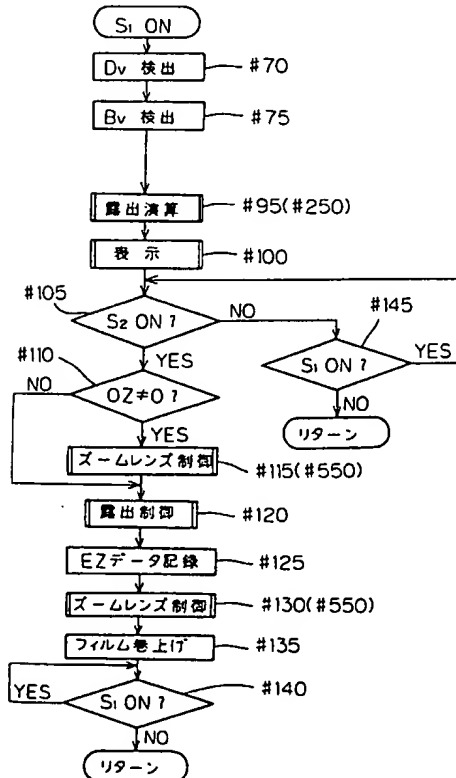 S1 ON
Dv 検出 #70
Bv 検出 #75
露出演算 #95(#250)
表示 #100
#105 S2 ON? NO #145
YES
#110 S1 ON? YES
NO OZ≠0? NO
YES リターン
ズームレンズ制御 #115(#550)
露出制御 #120
EZデータ記録 #125
ズームレンズ制御 #130(#550)
フィルム巻上げ #135
YES S1 ON? #140
NO
リターン